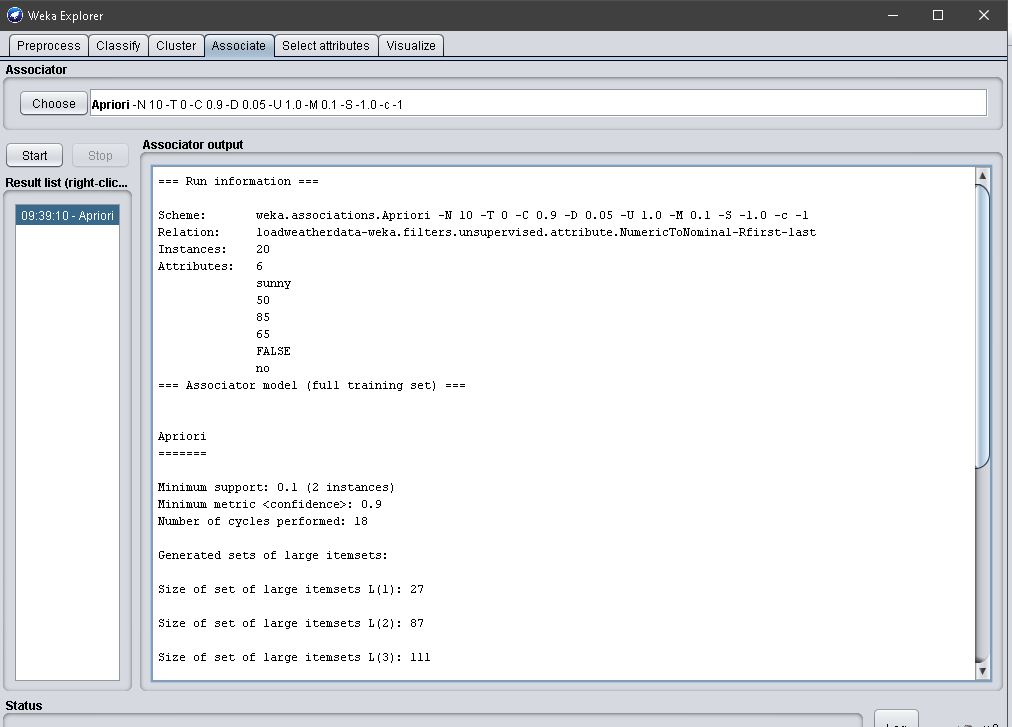 Weka Explorer
Preprocess Classify Cluster Associate Select attributes Visualize
Associator
Choose Apriori -N 10 -T 0 -C 0.9 -D 0.05 -U 1.0 -M 0.1 -S -1.0 -c -1
Start Stop
Result list (right-clic...
09:39:10 - Apriori
Associator output
=== Run information ===
Scheme: weka.associations.Apriori -N 10 -T 0 -C 0.9 -D 0.05 -U 1.0 -M 0.1 -S -1.0 -c -1
Relation: loadweatherdata-weka.filters.unsupervised.attribute.NumericToNominal-Rfirst-last
Instances: 20
Attributes: 6
sunny
50
85
65
FALSE
no
=== Associator model (full training set) ===
Apriori
=======
Minimum support: 0.1 (2 instances)
Minimum metric <confidence>: 0.9
Number of cycles performed: 18
Generated sets of large itemsets:
Size of set of large itemsets L(1): 27
Size of set of large itemsets L(2): 87
Size of set of large itemsets L(3): 111
Status